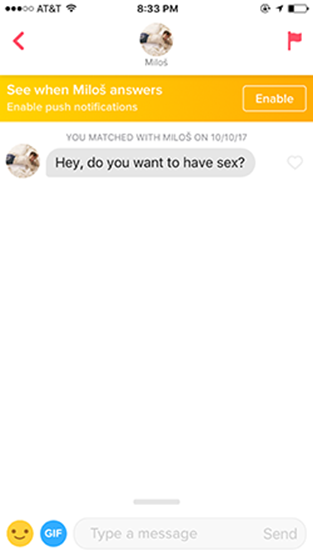 AT&T 8:33 PM
Miloš
See when Miloš answers
Enable push notifications
Enable
YOU MATCHED WITH MILOŠ ON 10/10/17
Hey, do you want to have sex?
GIF
Type a message
Send